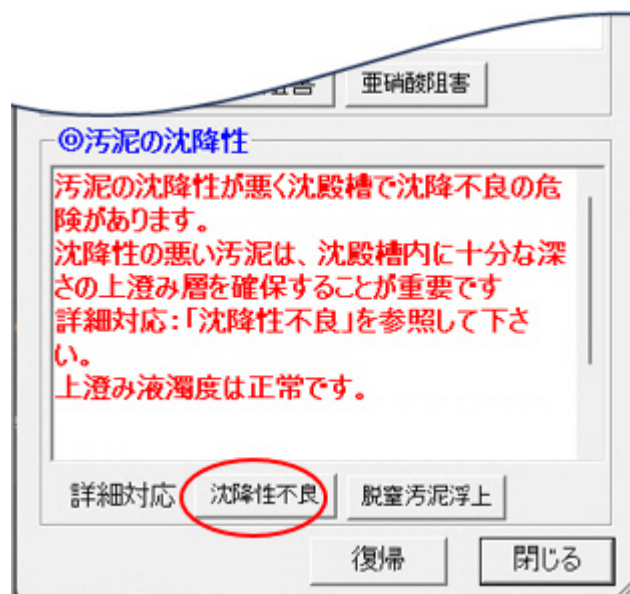 亜硝酸阻害
◎汚泥の沈降性
汚泥の沈降性が悪く沈殿槽で沈降不良の危
険があります。
沈降性の悪い汚泥は、沈殿槽内に十分な深
さの上澄み層を確保することが重要です
詳細対応：「沈降性不良」を参照して下さ
い。
上澄み液濁度は正常です。
詳細対応 沈降性不良 脱窒汚泥浮上
復帰 閉じる